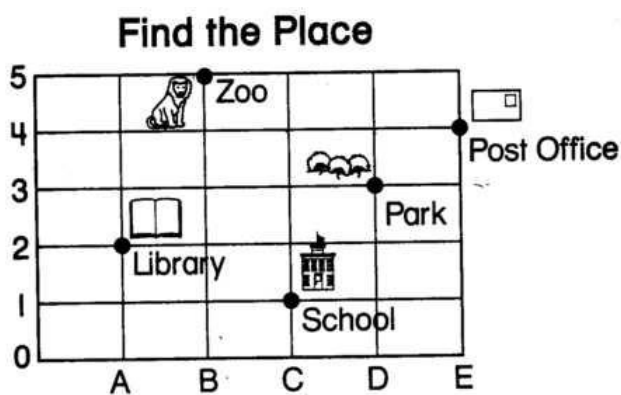 Find the Place
5
Zoo
4
Post Office
3
Park
2
Library
1
School
0
A B C D E